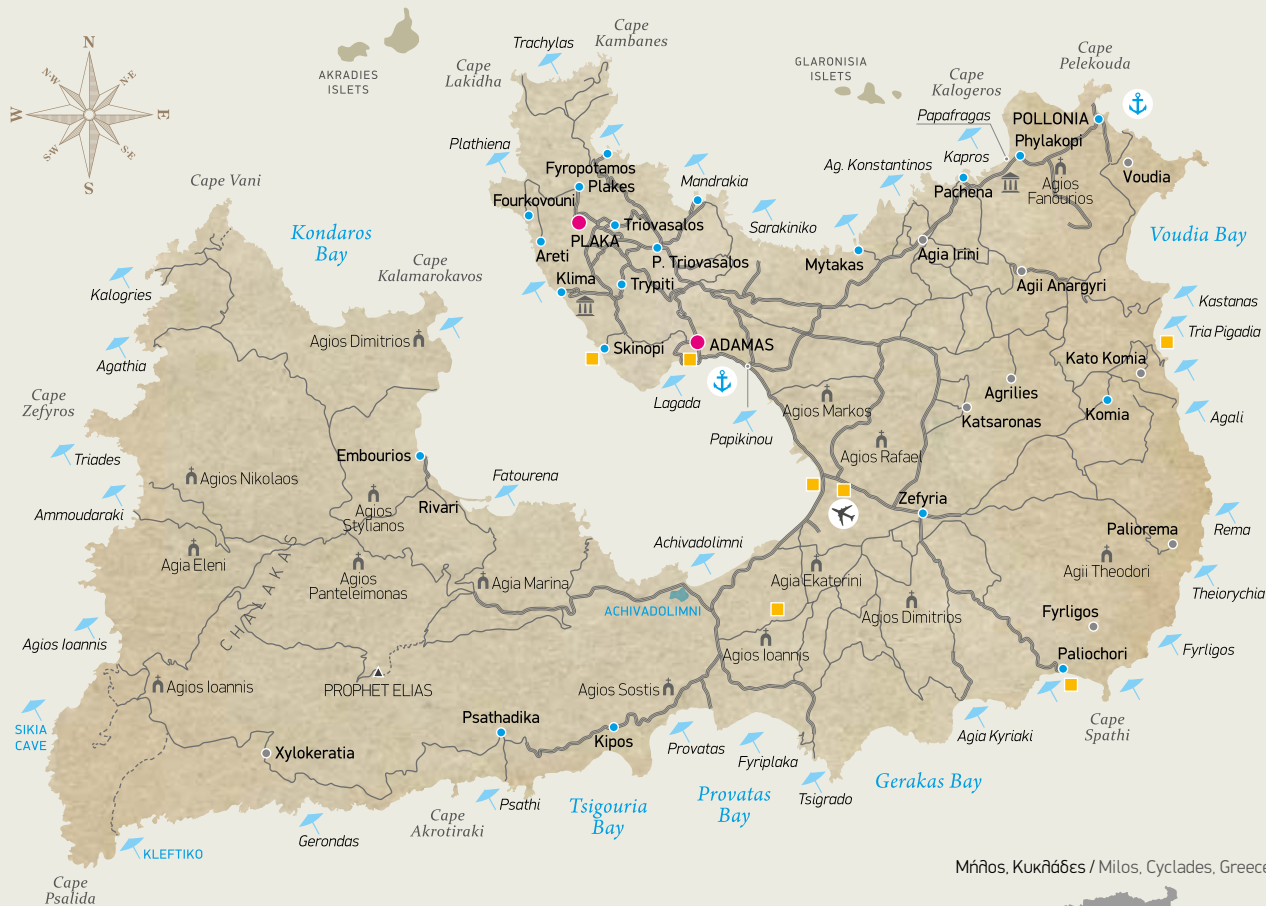 Trachylas
Cape
Kambanes
AKRADIES
ISLETS
Cape
Lakidha
GLARONISIA
ISLETS
Cape
Kalogeros
Cape
Pelekouda
N
N-E
E
S-E
S
S-W
W
N-W
Papafragas
POLLONIA
Phylakopi
Plathiena
Fyropotamos
Plakes
Mandrakia
Ag. Konstantinos
Kapros
Pachena
Agios
Fanourios
Voudia
Cape Vani
Fourkovouni
PLAKA
Triovasalos
Sarakiniko
Kondaros
Bay
Areti
P. Triovasalos
Mytakas
Agia Irini
Voudia Bay
Cape
Kalamarokavos
Klima
Trypiti
Agii Anargyri
Kalogries
Kastanas
Tria Pigadia
Agios Dimitrios
Skinopi
ADAMAS
Kato Komia
Agathia
Lagada
Agios Markos
Agrilies
Katsaronas
Komia
Agali
Cape
Zefyros
Papikinou
Triades
Embourios
Agios Rafael
Agios Nikolaos
Fatourena
Zefyria
Ammoudaraki
Agios
Stylianos
Rivari
Paliorema
Rema
Agia Eleni
CHALAKAS
Agios
Panteleimonas
Agia Marina
Achivadolimni
Agia Ekaterini
Agii Theodori
Theiorychia
ACHIVADOLIMNI
Agios Dimitrios
Fyrligos
Agios Ioannis
Agios Ioannis
Paliochori
Fyrligos
Agios Ioannis
PROPHET ELIAS
Agios Sostis
SIKIA
CAVE
Psathadika
Kipos
Provatas
Agia Kyriaki
Cape
Spathi
Xylokeratia
Fyriplaka
Gerakas Bay
Provatas
Bay
Tsigrado
Psathi
Tsigouria
Bay
Cape
Akrotiraki
Gerondas
KLEFTIKO
Cape
Psalida
Μήλος, Κυκλάδες / Milos, Cyclades, Greece